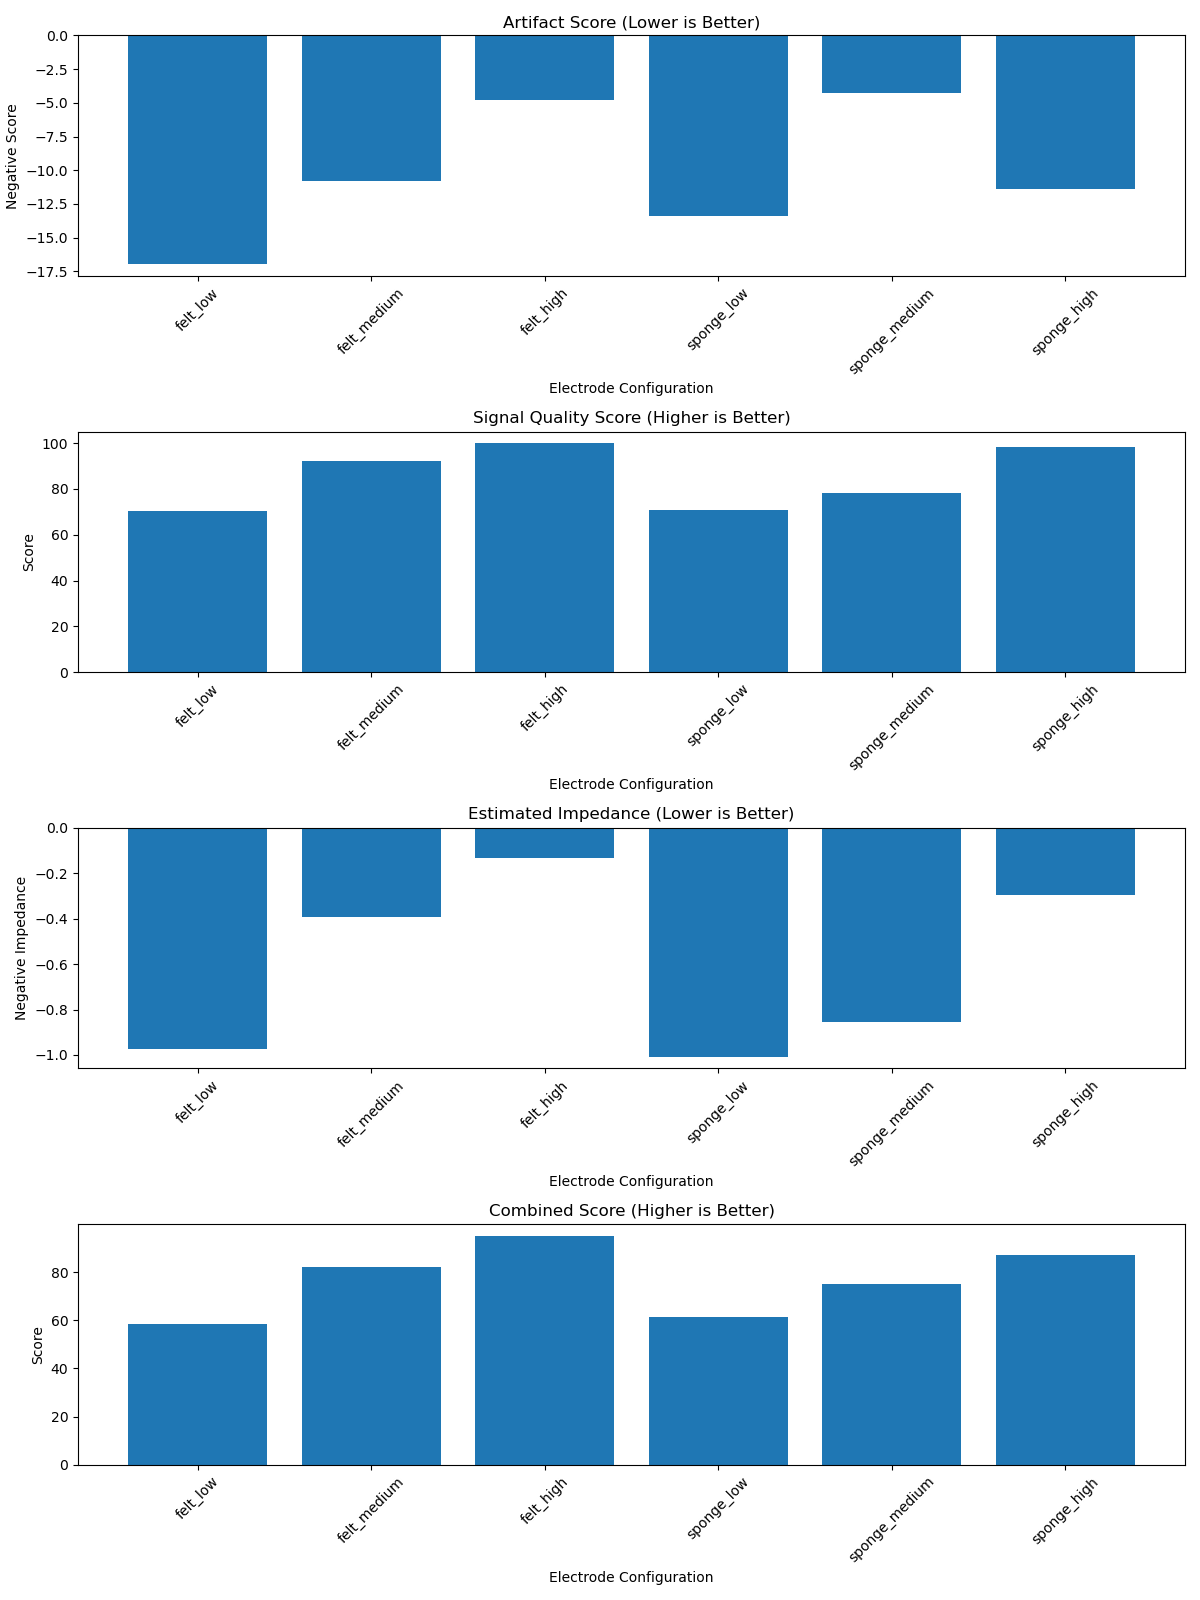 Artifact Score (Lower is Better)
Negative Score
0.0
−2.5
−5.0
−7.5
−10.0
−12.5
−15.0
−17.5
felt_low
felt_medium
felt_high
sponge_low
sponge_medium
sponge_high
Electrode Configuration
Signal Quality Score (Higher is Better)
Score
100
80
60
40
20
0
felt_low
felt_medium
felt_high
sponge_low
sponge_medium
sponge_high
Electrode Configuration
Estimated Impedance (Lower is Better)
Negative Impedance
0.0
−0.2
−0.4
−0.6
−0.8
−1.0
felt_low
felt_medium
felt_high
sponge_low
sponge_medium
sponge_high
Electrode Configuration
Combined Score (Higher is Better)
Score
80
60
40
20
0
felt_low
felt_medium
felt_high
sponge_low
sponge_medium
sponge_high
Electrode Configuration